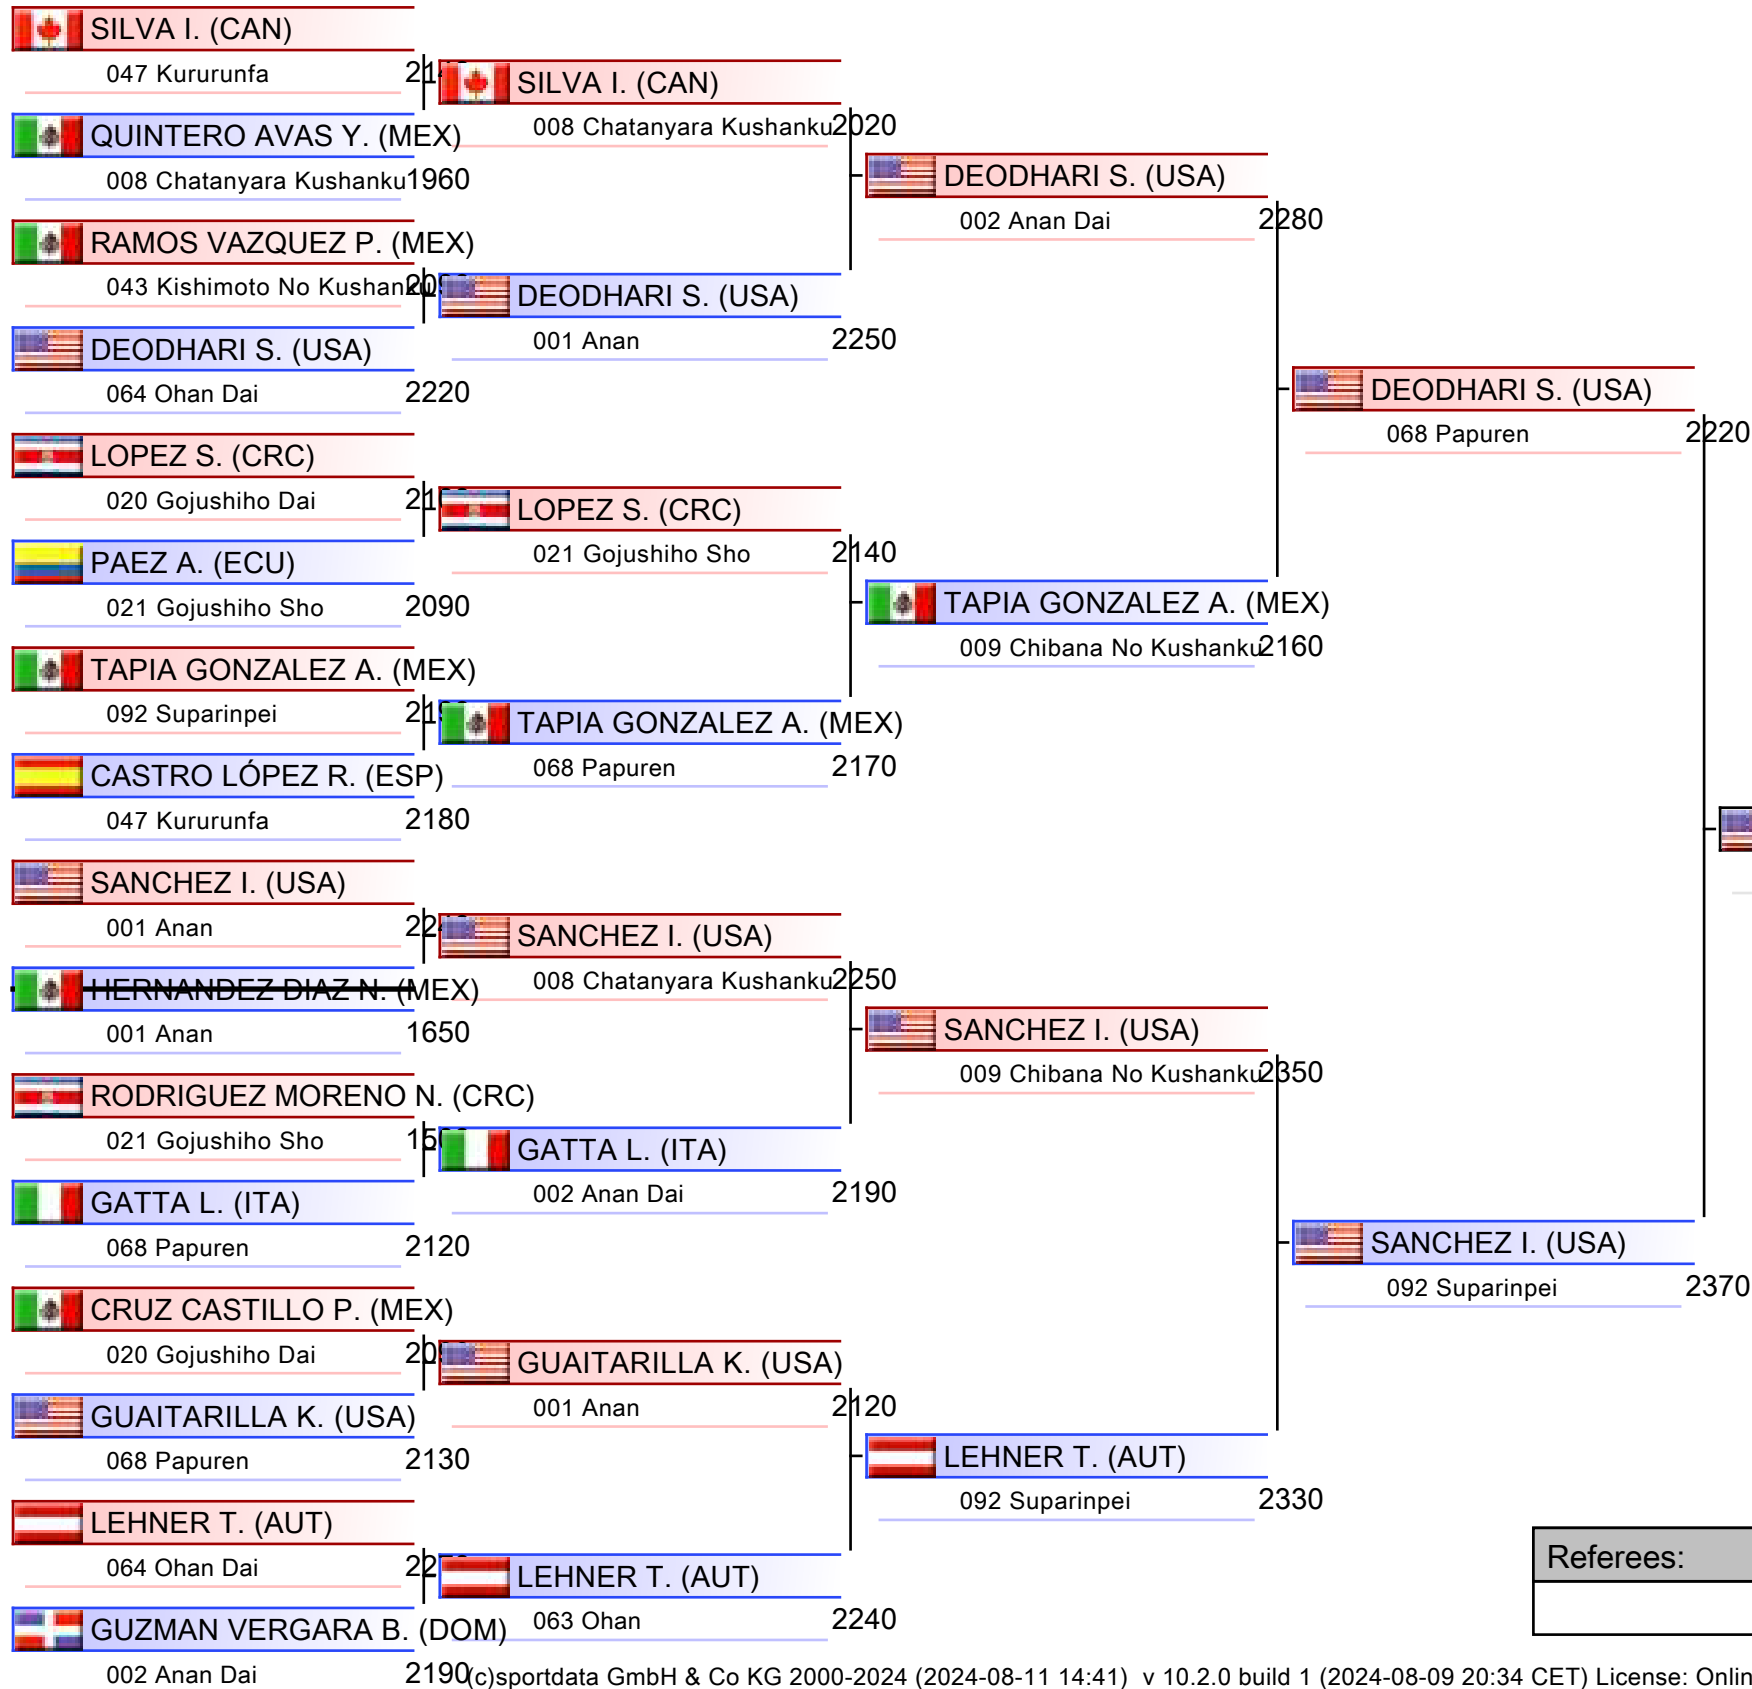 SILVA I. (CAN)
047 Kururunfa
QUINTERO AVAS Y. (MEX)
008 Chatanyara Kushanku 1960
RAMOS VAZQUEZ P. (MEX)
043 Kishimoto No Kushanku
DEODHARI S. (USA)
064 Ohan Dai 2220
LOPEZ S. (CRC)
020 Gojushiho Dai
PAEZ A. (ECU)
021 Gojushiho Sho 2090
TAPIA GONZALEZ A. (MEX)
092 Suparinpei
CASTRO LÓPEZ R. (ESP)
047 Kururunfa 2180
SANCHEZ I. (USA)
001 Anan
HERNANDEZ DIAZ N. (MEX)
001 Anan 1650
RODRIGUEZ MORENO N. (CRC)
021 Gojushiho Sho
GATTA L. (ITA)
068 Papuren 2120
CRUZ CASTILLO P. (MEX)
020 Gojushiho Dai
GUAITARILLA K. (USA)
068 Papuren 2130
LEHNER T. (AUT)
064 Ohan Dai
GUZMAN VERGARA B. (DOM)
002 Anan Dai 2190
SILVA I. (CAN)
008 Chatanyara Kushanku 2020
DEODHARI S. (USA)
001 Anan 2250
LOPEZ S. (CRC)
021 Gojushiho Sho 2140
TAPIA GONZALEZ A. (MEX)
068 Papuren 2170
SANCHEZ I. (USA)
008 Chatanyara Kushanku 2250
GATTA L. (ITA)
002 Anan Dai 2190
GUAITARILLA K. (USA)
001 Anan 2120
LEHNER T. (AUT)
063 Ohan 2240
DEODHARI S. (USA)
002 Anan Dai 2280
TAPIA GONZALEZ A. (MEX)
009 Chibana No Kushanku 2160
SANCHEZ I. (USA)
009 Chibana No Kushanku 2350
LEHNER T. (AUT)
092 Suparinpei 2330
DEODHARI S. (USA)
068 Papuren 2220
SANCHEZ I. (USA)
092 Suparinpei 2370
Referees:
(c)sportdata GmbH & Co KG 2000-2024 (2024-08-11 14:41) v 10.2.0 build 1 (2024-08-09 20:34 CET) License: Onlin